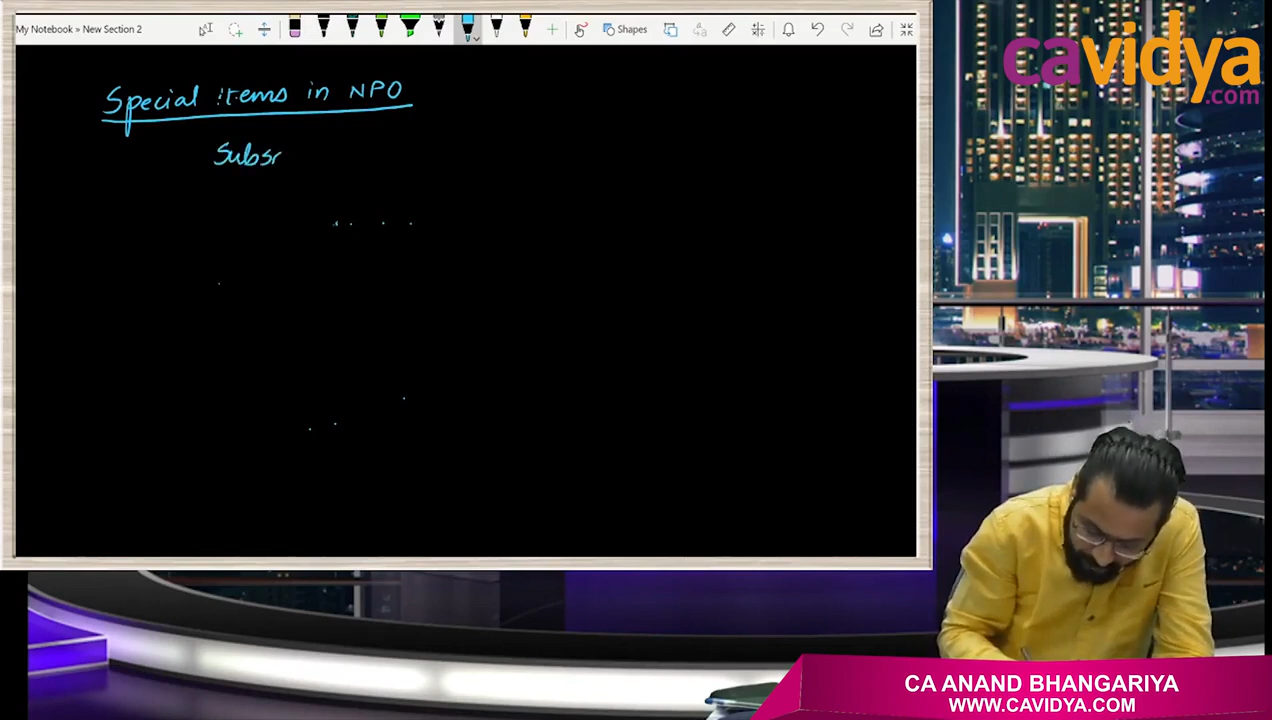 My Notebook » New Section 2
Shapes
cavidya
.com
Special Items in NPO
Subsr
CA ANAND BHANGARIYA
WWW.CAVIDYA.COM